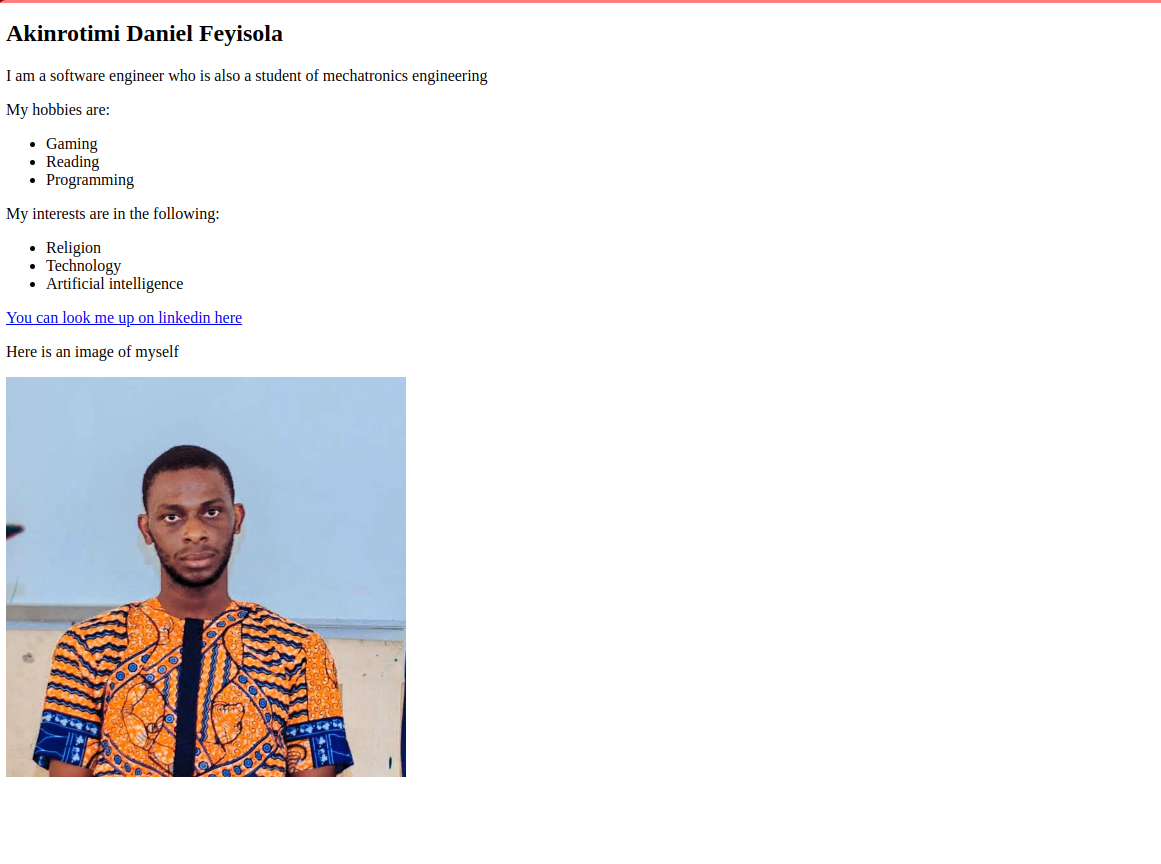 Akinrotimi Daniel Feyisola
I am a software engineer who is also a student of mechatronics engineering
My hobbies are:
Gaming
Reading
Programming
My interests are in the following:
Religion
Technology
Artificial intelligence
You can look me up on linkedin here
Here is an image of myself